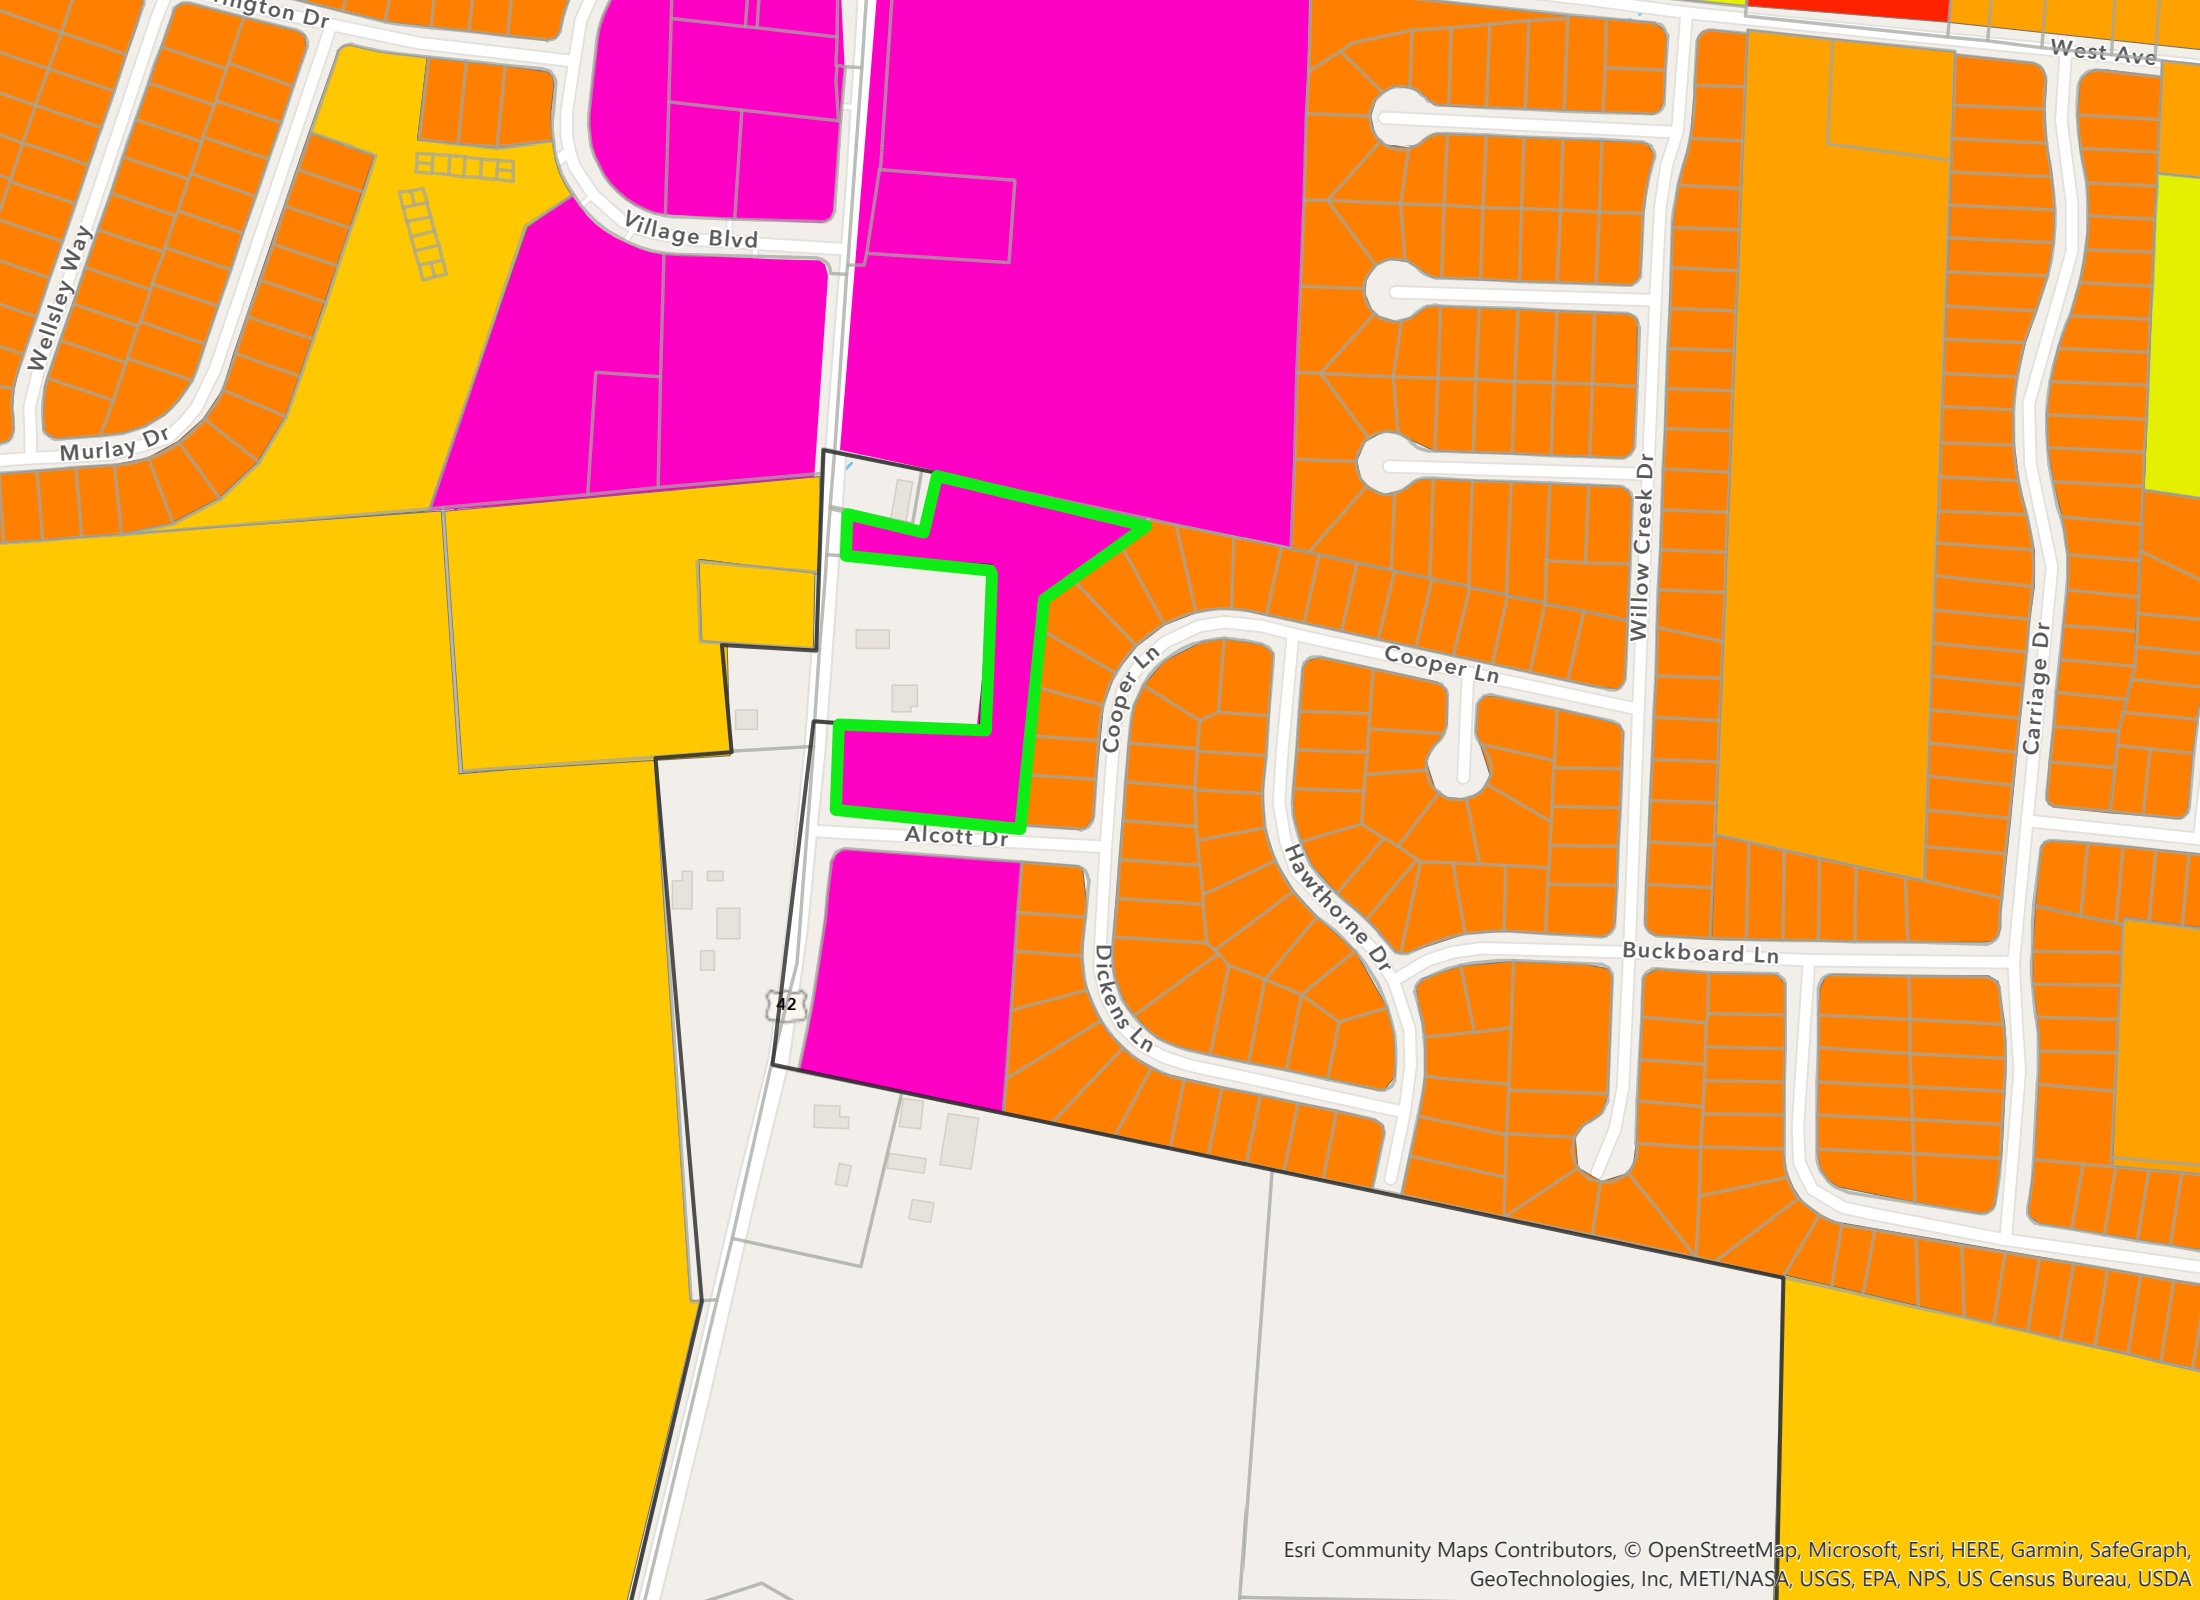 West Ave
Village Blvd
Wellsley Way
Murlay Dr
Willow Creek Dr
Cooper Ln
Cooper Ln
Carriage Dr
Alcott Dr
Hawthorne Dr
Buckboard Ln
Dickens Ln
42
Esri Community Maps Contributors, © OpenStreetMap, Microsoft, Esri, HERE, Garmin, SafeGraph,
GeoTechnologies, Inc, METI/NASA, USGS, EPA, NPS, US Census Bureau, USDA